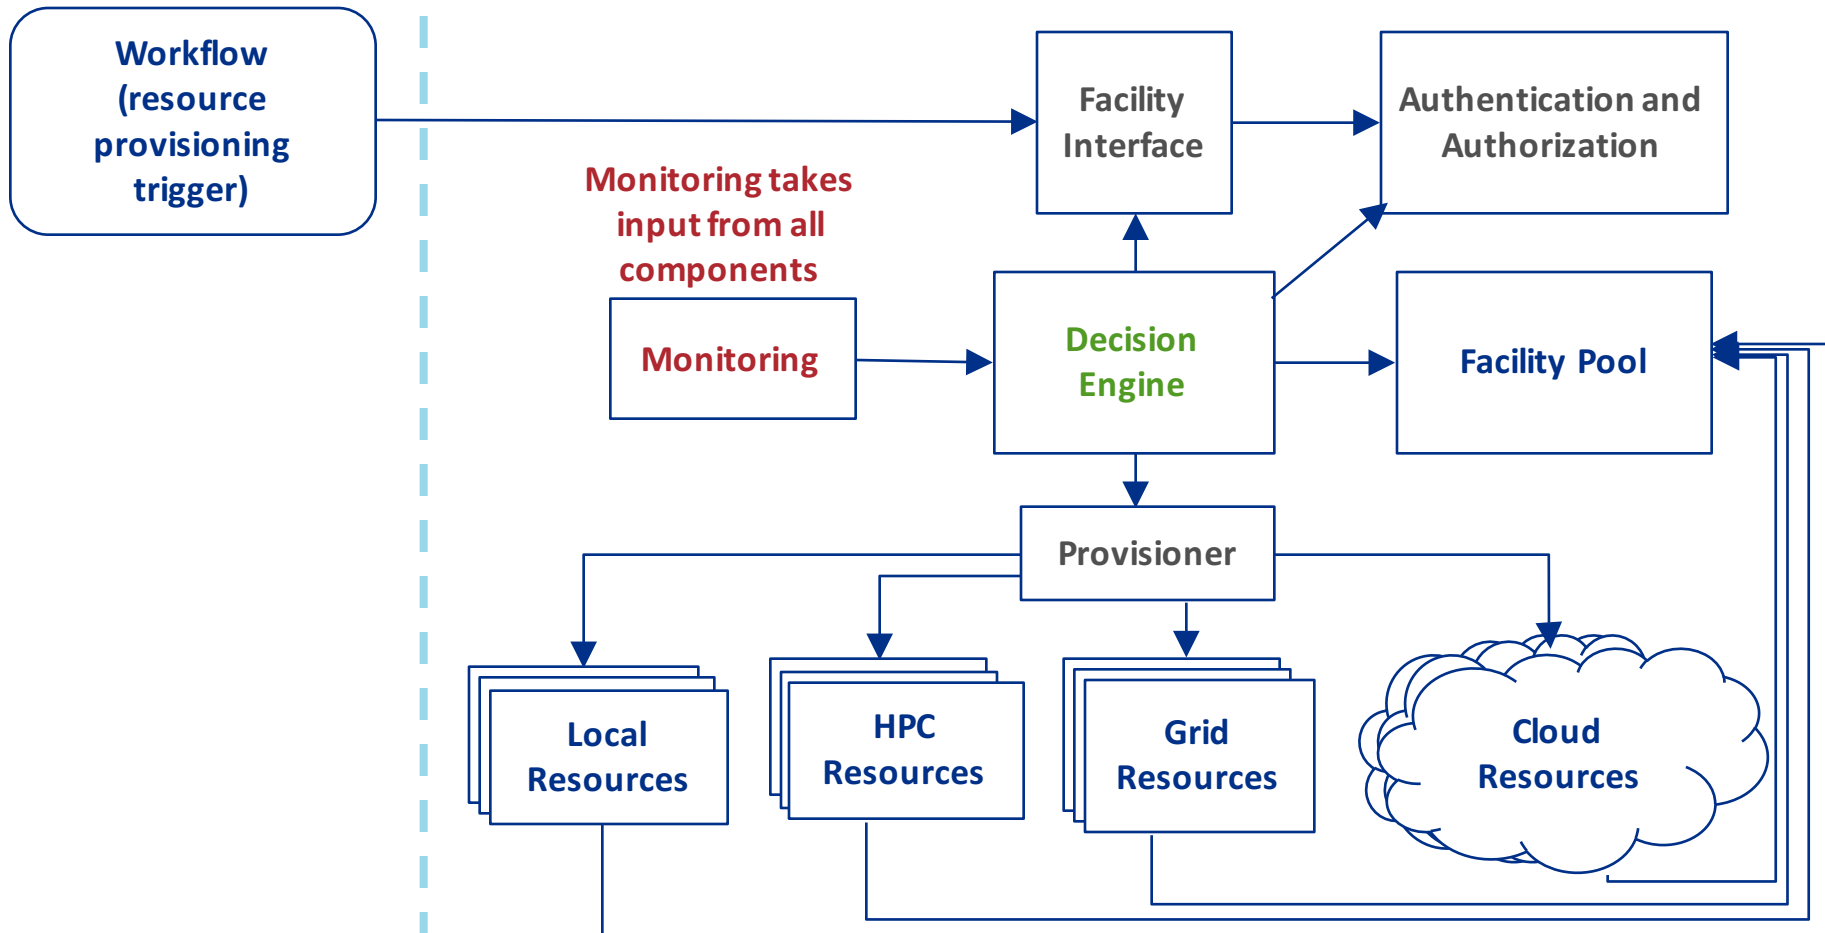 Workflow
(resource
provisioning
trigger)
Facility
Interface
Authentication and
Authorization
Monitoring takes
input from all
components
Monitoring
Decision
Engine
Facility Pool
Provisioner
Local
Resources
HPC
Resources
Grid
Resources
Cloud
Resources